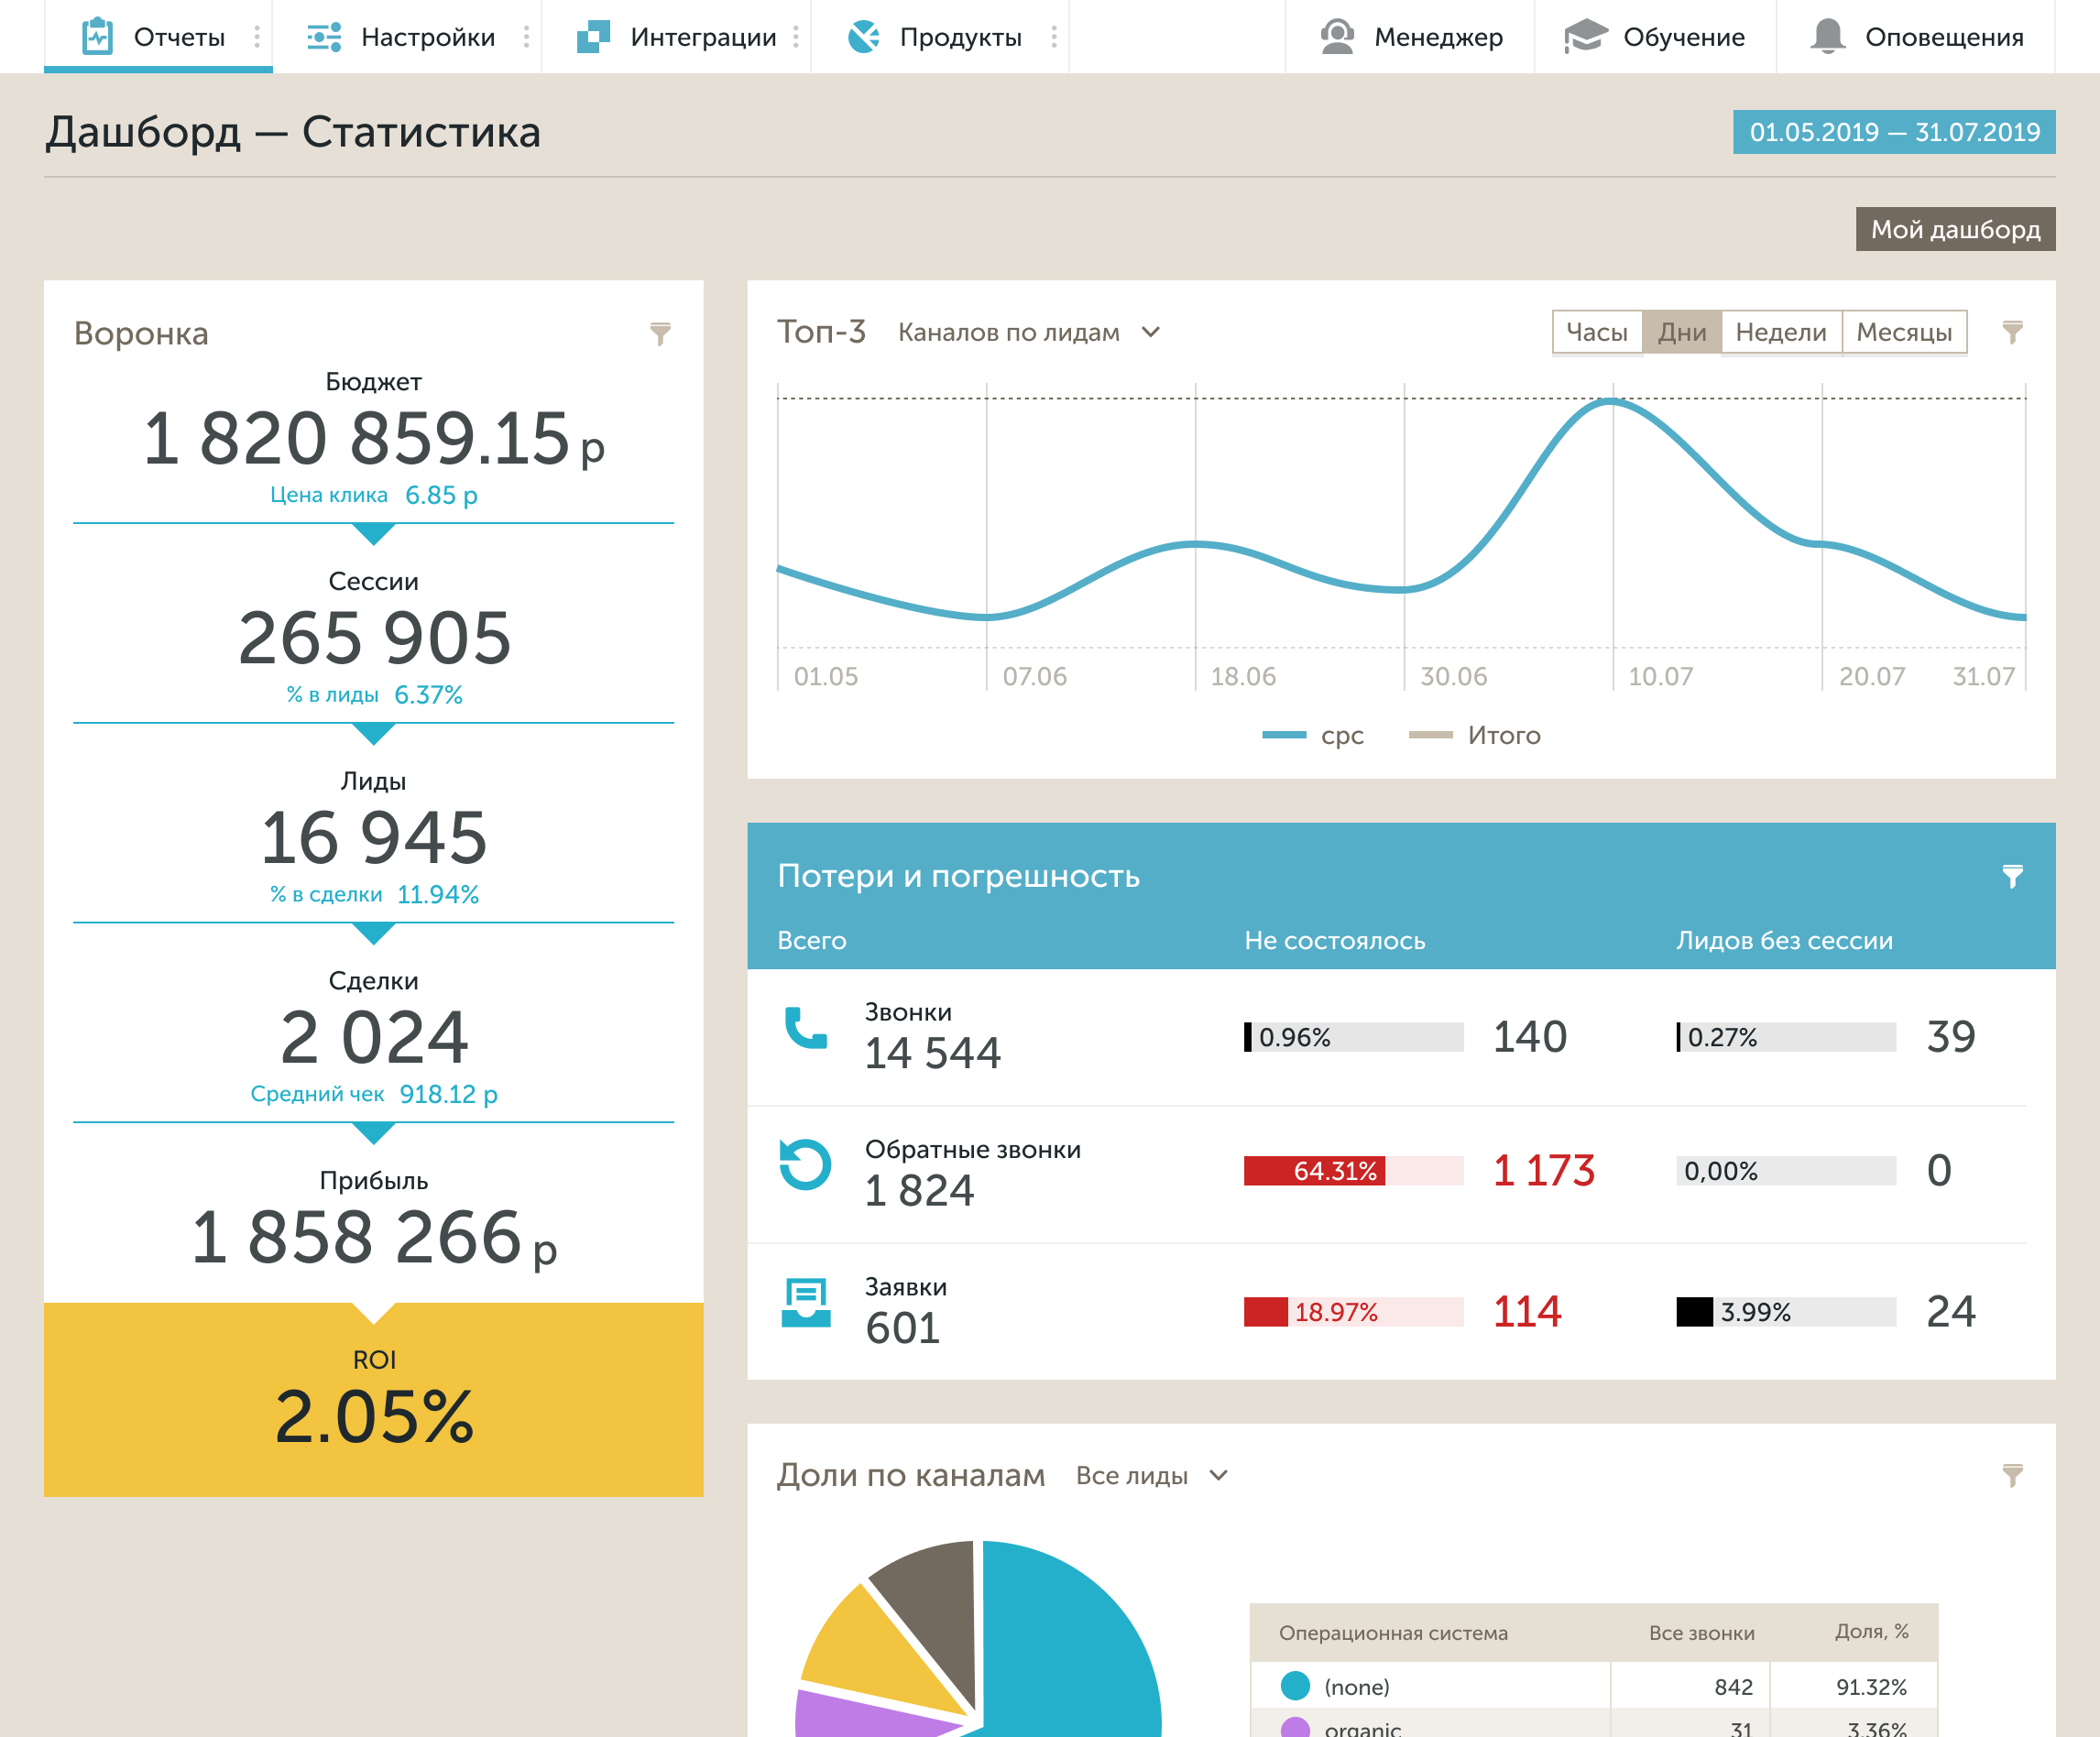 Отчеты
Настройки
Интеграции
Продукты
Менеджер
Обучение
Оповещения
Дашборд — Статистика
01.05.2019 — 31.07.2019
Мой дашборд
Воронка
Бюджет
1 820 859.15 р
Цена клика 6.85 р
Сессии
265 905
% в лиды 6.37%
Лиды
16 945
% в сделки 11.94%
Сделки
2 024
Средний чек 918.12 р
Прибыль
1 858 266 р
ROI
2.05%
Топ-3 Каналов по лидам
Часы Дни Недели Месяцы
01.05 07.06 18.06 30.06 10.07 20.07 31.07
cpc Итого
Потери и погрешность
Всего Не состоялось Лидов без сессии
Звонки
14 544
0.96% 140 0.27% 39
Обратные звонки
1 824
64.31% 1 173 0,00% 0
Заявки
601
18.97% 114 3.99% 24
Доли по каналам Все лиды
Операционная система Все звонки Доля, %
(none) 842 91.32%
organic 31 3.36%